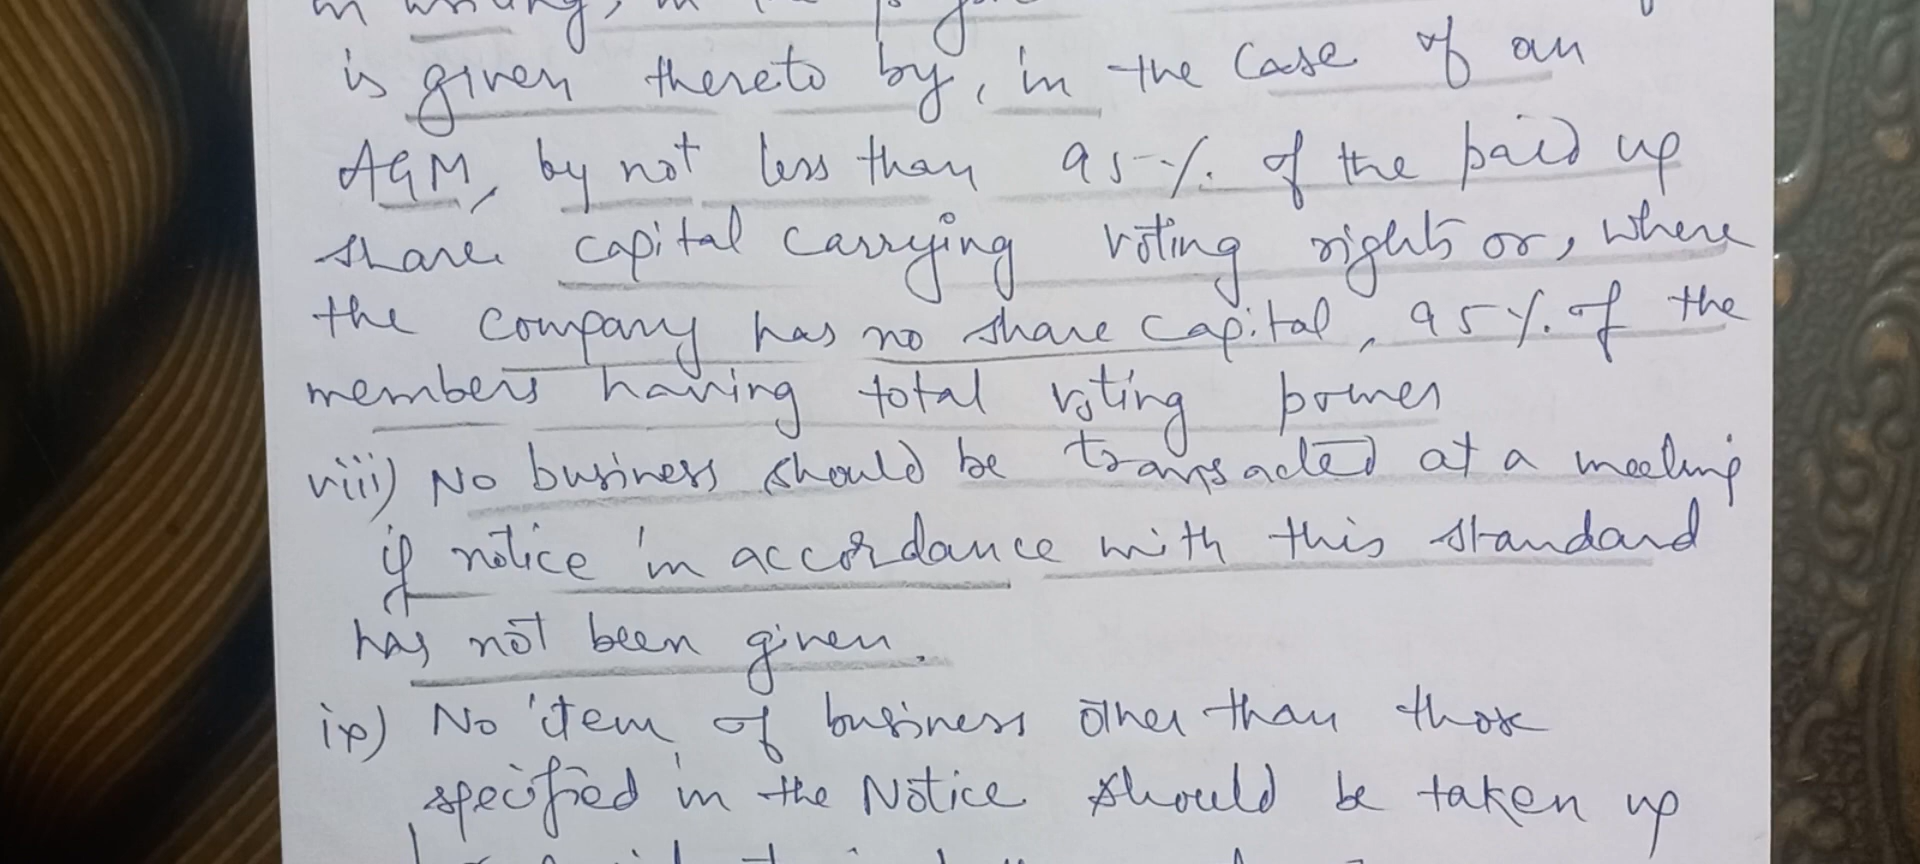 in writing, in
is given thereto by, in the case of an
AGM, by not less than 95%. of the paid up
share capital carrying voting rights or, where
the company has no share capital, 95%. of the
members having total voting power
viii) No business should be transacted at a meeting
if notice in accordance with this standard
has not been given.
ix) No item of business other than those
specified in the Notice should be taken up